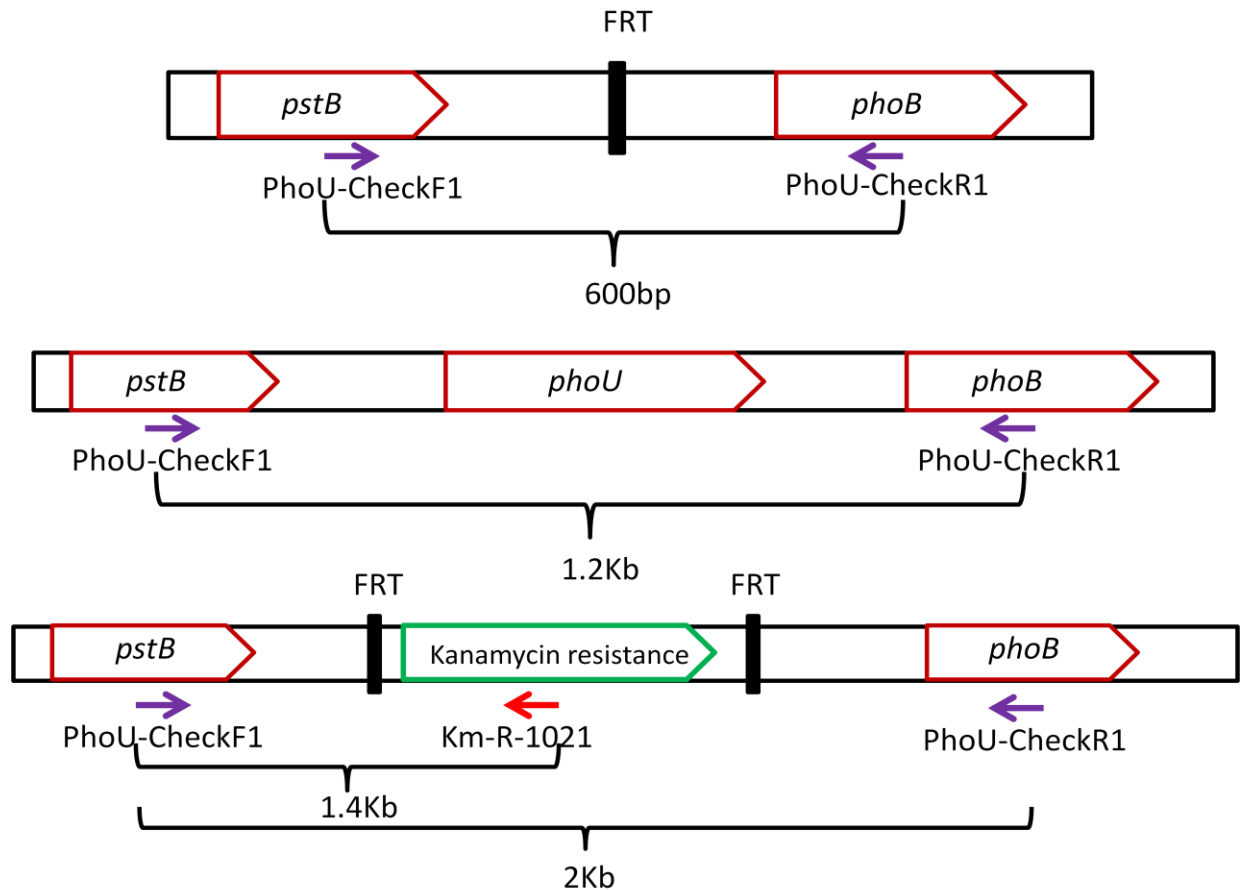 FRT
pstB phoB
PhoU-CheckF1 PhoU-CheckR1
600bp
pstB phoU phoB
PhoU-CheckF1 PhoU-CheckR1
1.2Kb
FRT FRT
pstB Kanamycin resistance phoB
PhoU-CheckF1 Km-R-1021 PhoU-CheckR1
1.4Kb
2Kb